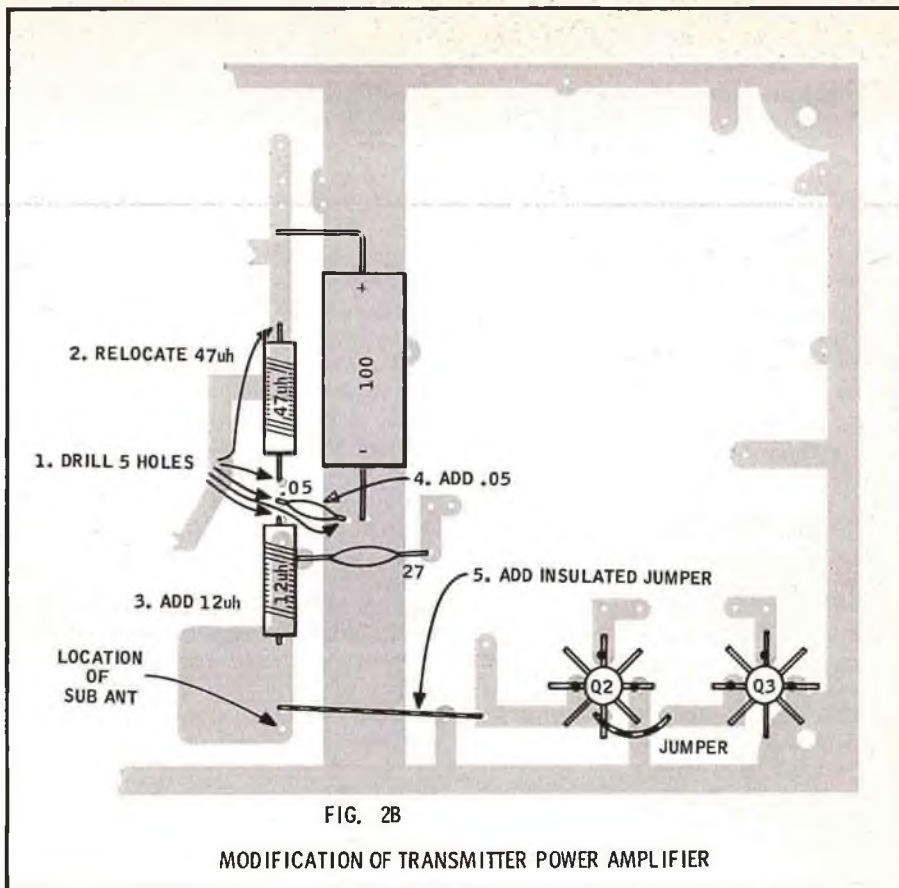 +
100
-
2. RELOCATE 47uh
47uh
1. DRILL 5 HOLES
.05
4. ADD .05
27
12uh
3. ADD 12uh
5. ADD INSULATED JUMPER
LOCATION
OF
SUB ANT
Q2
Q3
JUMPER
FIG. 2B
MODIFICATION OF TRANSMITTER POWER AMPLIFIER